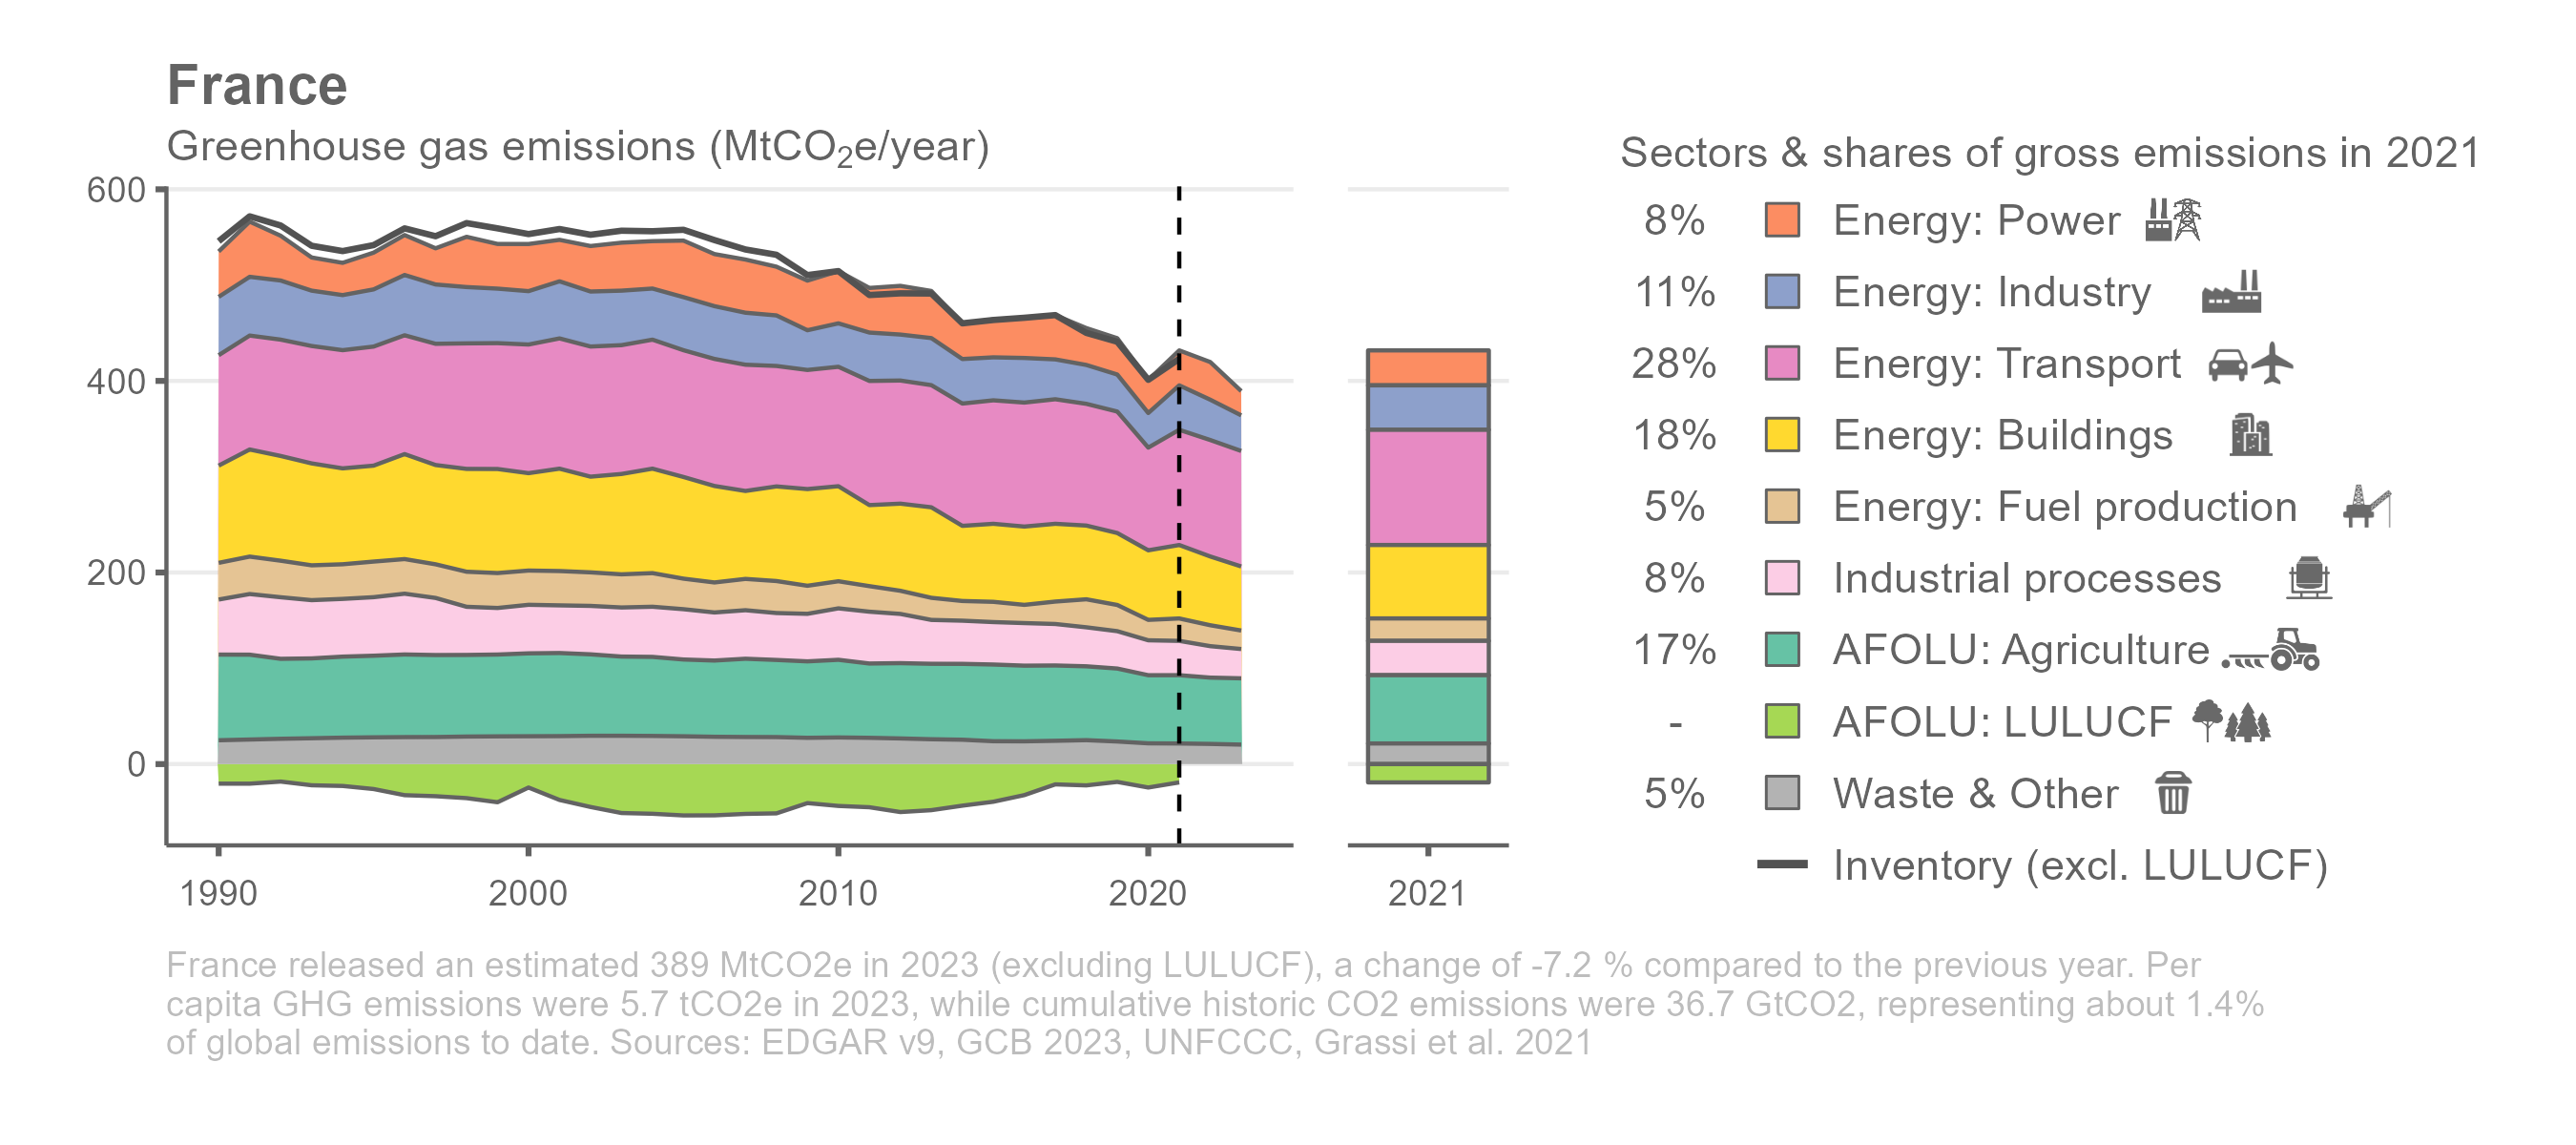 France
Greenhouse gas emissions (MtCO₂e/year)
600
400
200
0
1990
2000
2010
2020
2021
Sectors & shares of gross emissions in 2021
8% Energy: Power
11% Energy: Industry
28% Energy: Transport
18% Energy: Buildings
5% Energy: Fuel production
8% Industrial processes
17% AFOLU: Agriculture
- AFOLU: LULUCF
5% Waste & Other
Inventory (excl. LULUCF)
France released an estimated 389 MtCO2e in 2023 (excluding LULUCF), a change of -7.2 % compared to the previous year. Per
capita GHG emissions were 5.7 tCO2e in 2023, while cumulative historic CO2 emissions were 36.7 GtCO2, representing about 1.4%
of global emissions to date. Sources: EDGAR v9, GCB 2023, UNFCCC, Grassi et al. 2021